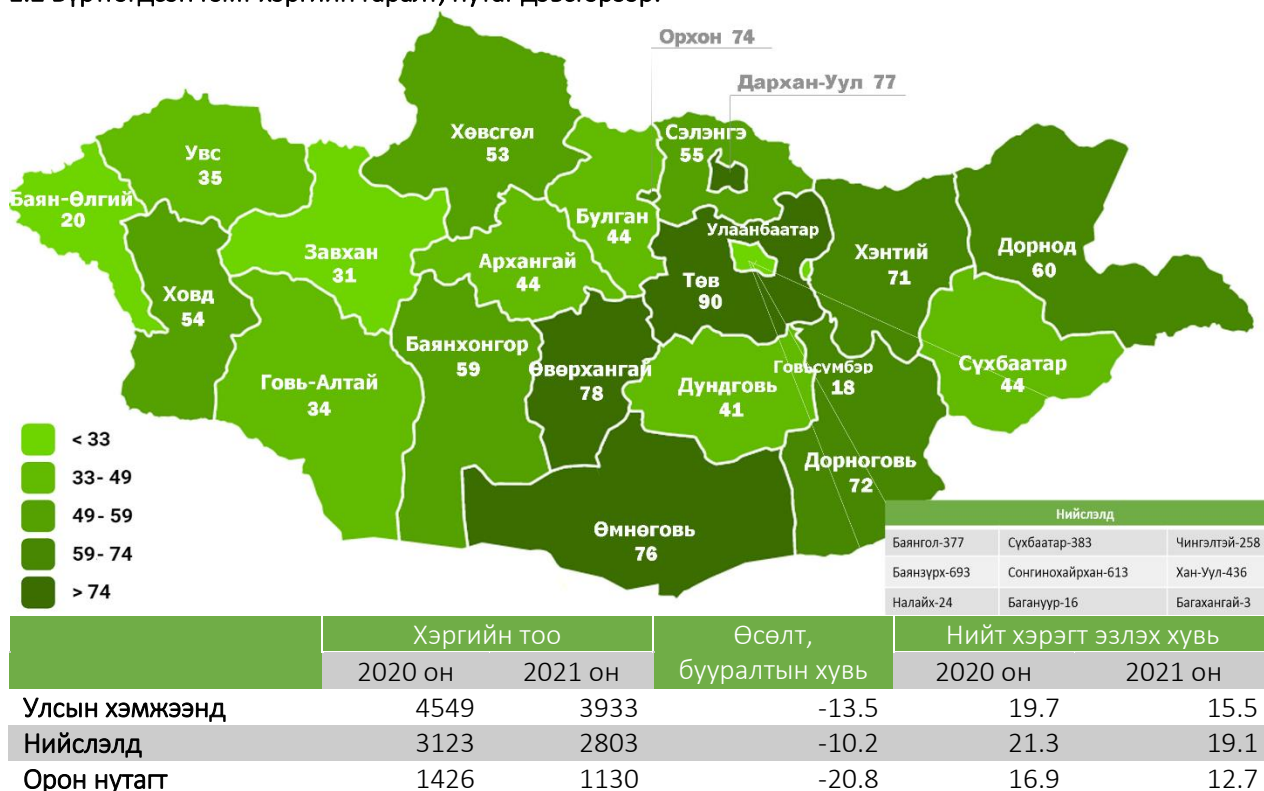 Орхон 74
Дархан-Уул 77
Хөвсгөл
53
Сэлэнгэ
55
Увс
35
Баян-Өлгий
20
Булган
44
Улаанбаатар
Завхан
31
Архангай
44
Төв
90
Хэнтий
71
Дорнод
60
Ховд
54
Баянхонгор
59
Өвөрхангай
78
Говь-Алтай
34
Дундговь
41
Говьсүмбэр
18
Сүхбаатар
44
Дорноговь
72
Өмнөговь
76
< 33
33- 49
49- 59
59- 74
> 74
Нийслэлд
Баянгол-377 Сүхбаатар-383 Чингэлтэй-258
Баянзүрх-693 Сонгинохайрхан-613 Хан-Уул-436
Налайх-24 Багануур-16 Багахангай-3
Хэргийн тоо Өсөлт, бууралтын хувь Нийт хэрэгт эзлэх хувь
2020 он 2021 он 2020 он 2021 он
Улсын хэмжээнд 4549 3933 -13.5 19.7 15.5
Нийслэлд 3123 2803 -10.2 21.3 19.1
Орон нутагт 1426 1130 -20.8 16.9 12.7